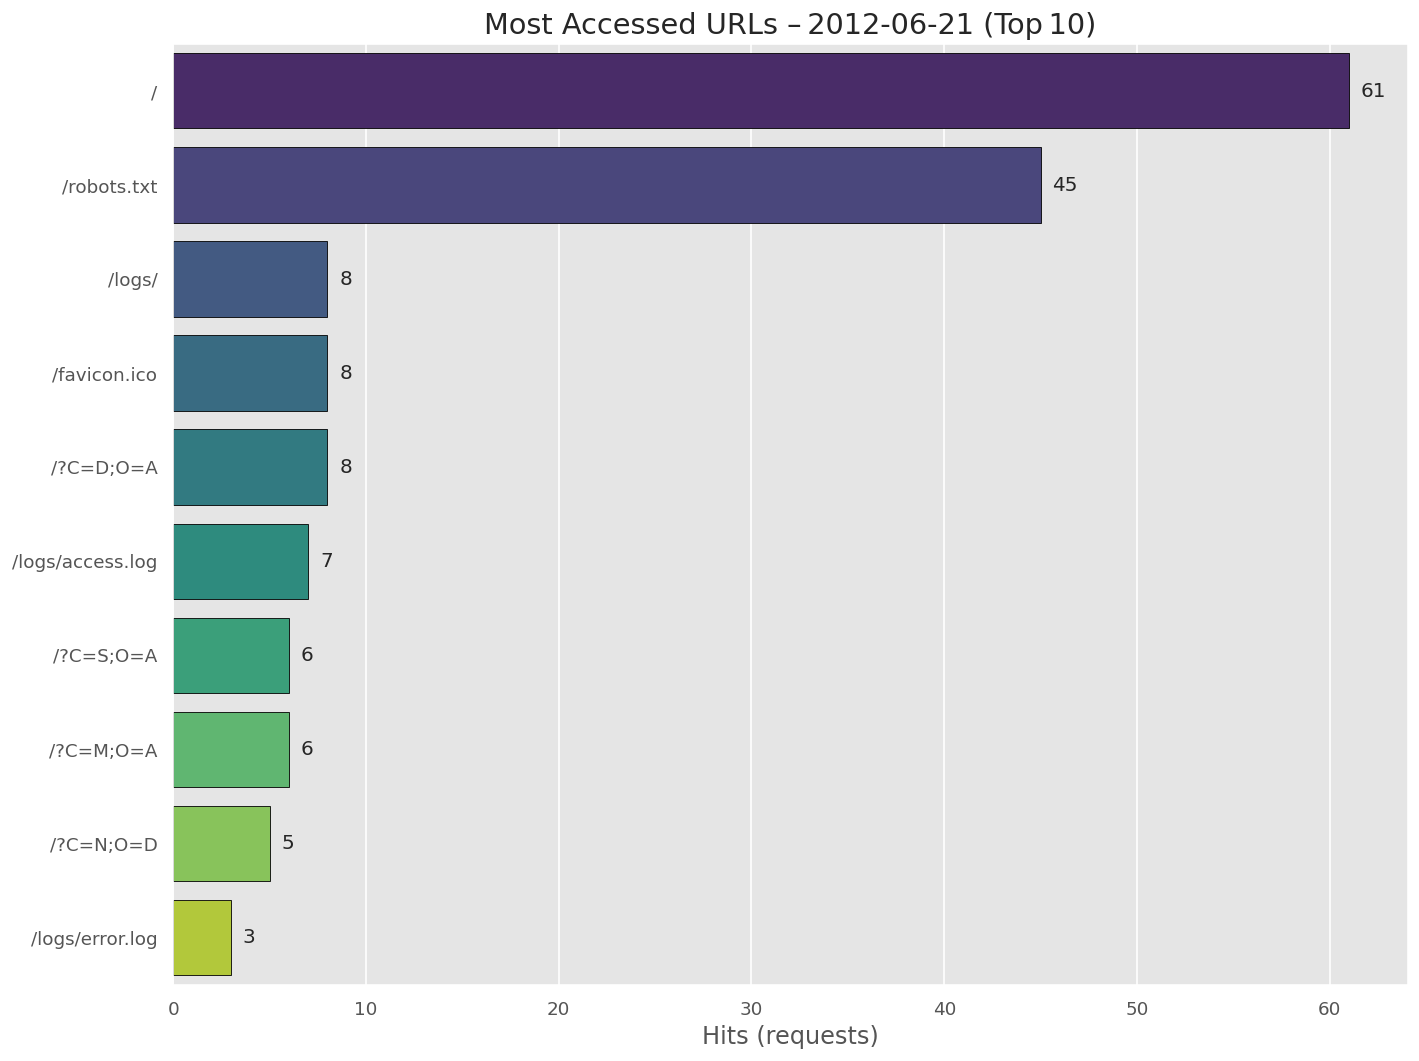 Most Accessed URLs – 2012-06-21 (Top 10)
/ 61
/robots.txt 45
/logs/ 8
/favicon.ico 8
/?C=D;O=A 8
/logs/access.log 7
/?C=S;O=A 6
/?C=M;O=A 6
/?C=N;O=D 5
/logs/error.log 3
0 10 20 30 40 50 60
Hits (requests)